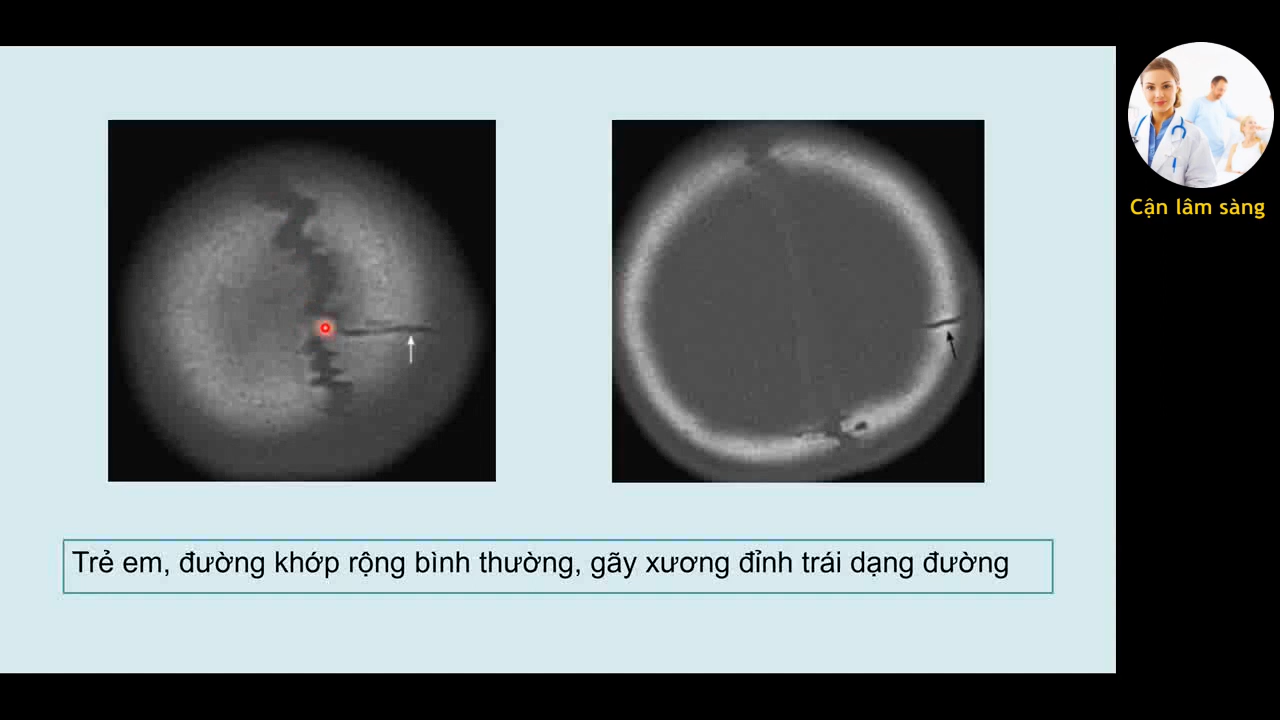 Cận lâm sàng
Trẻ em, đường khớp rộng bình thường, gãy xương đỉnh trái dạng đường